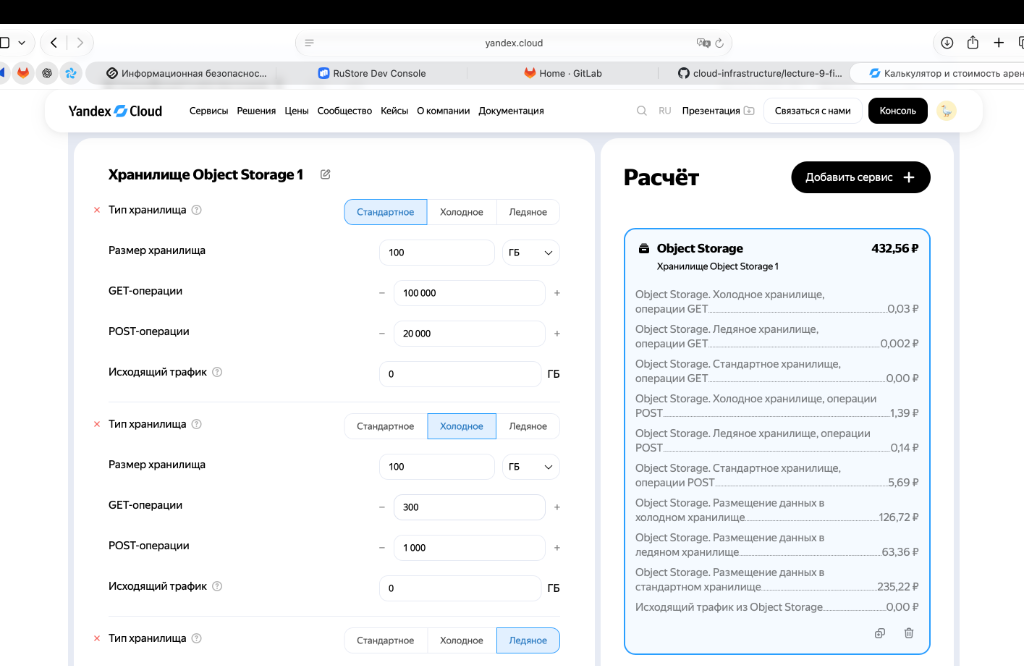 yandex.cloud
Информационная безопаснос...
RuStore Dev Console
Home · GitLab
cloud-infrastructure/lecture-9-fi...
Калькулятор и стоимость арен
Yandex Cloud
Сервисы Решения Цены Сообщество Кейсы О компании Документация
RU Презентация Связаться с нами Консоль
Хранилище Object Storage 1
Тип хранилища Стандартное Холодное Ледяное
Размер хранилища 100 ГБ
GET-операции − 100 000 +
POST-операции − 20 000 +
Исходящий трафик 0 ГБ
Тип хранилища Стандартное Холодное Ледяное
Размер хранилища 100 ГБ
GET-операции − 300 +
POST-операции − 1 000 +
Исходящий трафик 0 ГБ
Тип хранилища Стандартное Холодное Ледяное
Расчёт
Добавить сервис +
Object Storage 432,56 ₽
Хранилище Object Storage 1
Object Storage. Холодное хранилище,
операции GET 0,03 ₽
Object Storage. Ледяное хранилище,
операции GET 0,002 ₽
Object Storage. Стандартное хранилище,
операции GET 0,00 ₽
Object Storage. Холодное хранилище, операции
POST 1,39 ₽
Object Storage. Ледяное хранилище, операции
POST 0,14 ₽
Object Storage. Стандартное хранилище,
операции POST 5,69 ₽
Object Storage. Размещение данных в
холодном хранилище 126,72 ₽
Object Storage. Размещение данных в
ледяном хранилище 63,36 ₽
Object Storage. Размещение данных в
стандартном хранилище 235,22 ₽
Исходящий трафик из Object Storage 0,00 ₽